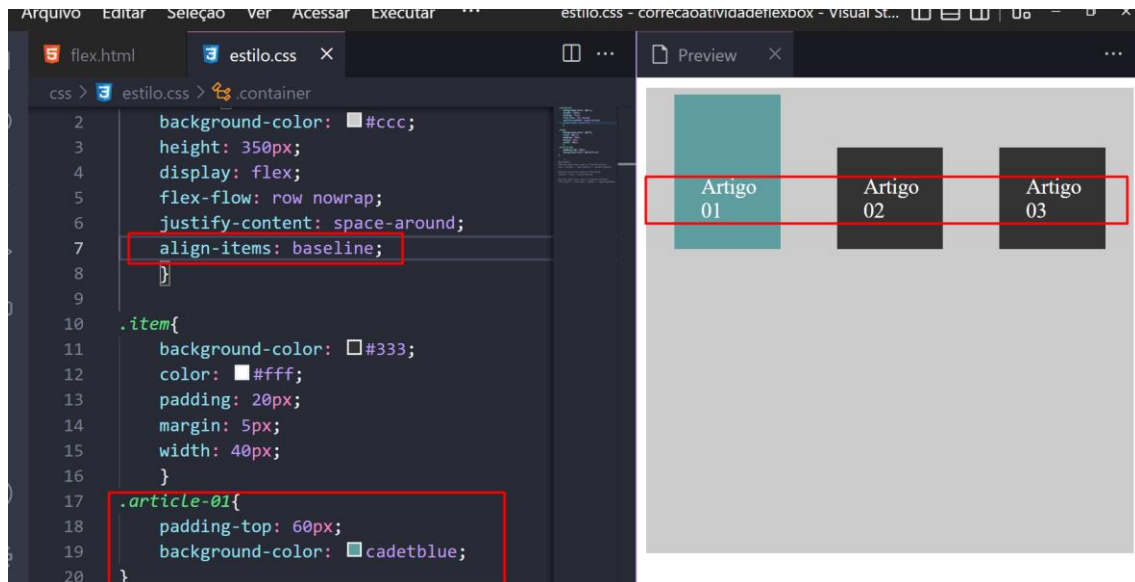 Arquivo Editar Seleção Ver Acessar Executar ··· estilo.css - correcaoatividadeflexbox - Visual St...
flex.html estilo.css × ···
css > estilo.css > .container
2 background-color: #ccc;
3 height: 350px;
4 display: flex;
5 flex-flow: row nowrap;
6 justify-content: space-around;
7 align-items: baseline;
8 }
9
10 .item{
11 background-color: #333;
12 color: #fff;
13 padding: 20px;
14 margin: 5px;
15 width: 40px;
16 }
17 .article-01{
18 padding-top: 60px;
19 background-color: cadetblue;
20 }
Preview × ···
Artigo
01
Artigo
02
Artigo
03